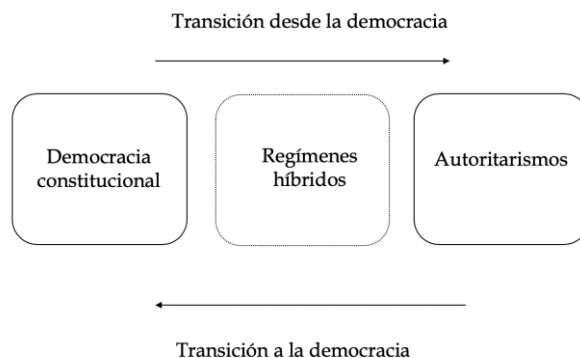 Transición desde la democracia
Democracia
constitucional
Regímenes
híbridos
Autoritarismos
Transición a la democracia